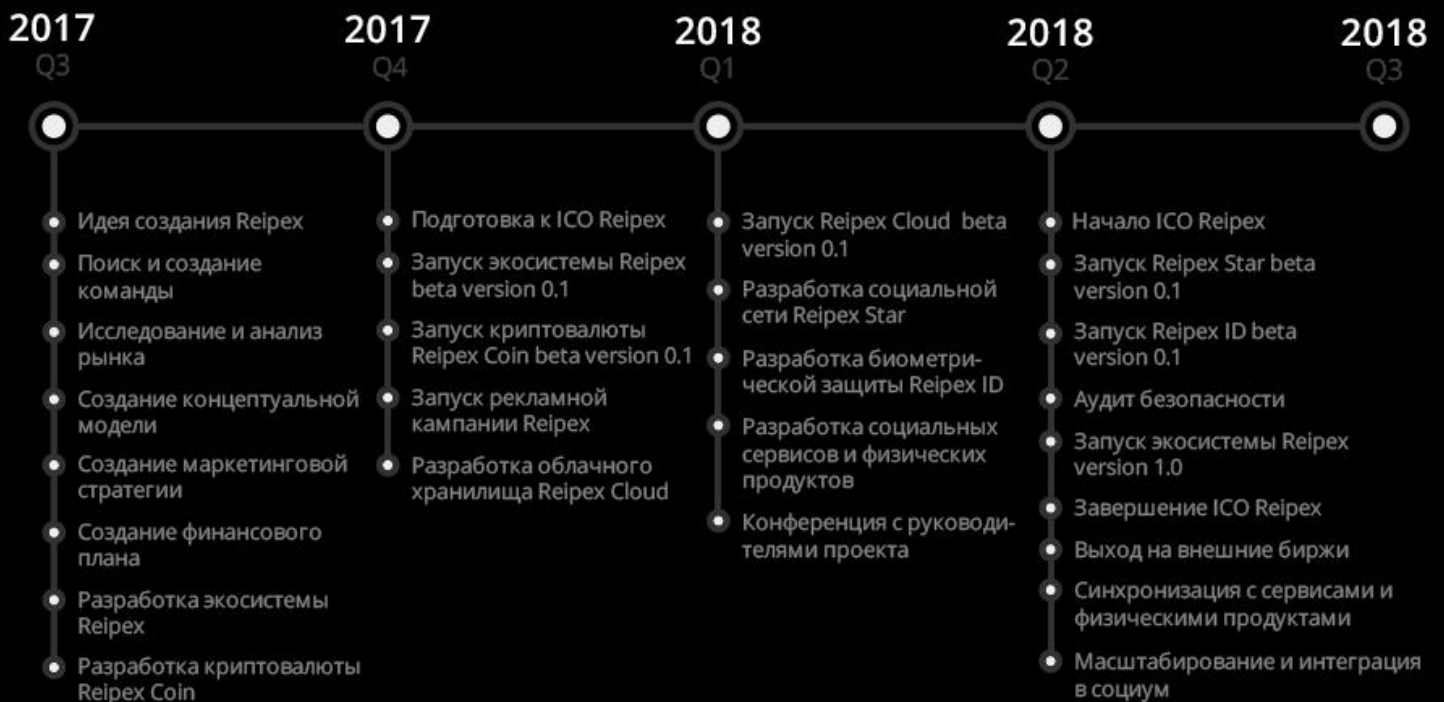 2017
Q3
2017
Q4
2018
Q1
2018
Q2
2018
Q3
Идея создания Reipex
Поиск и создание
команды
Исследование и анализ
рынка
Создание концептуальной
модели
Создание маркетинговой
стратегии
Создание финансового
плана
Разработка экосистемы
Reipex
Разработка криптовалюты
Reipex Coin
Подготовка к ICO Reipex
Запуск экосистемы Reipex
beta version 0.1
Запуск криптовалюты
Reipex Coin beta version 0.1
Запуск рекламной
кампании Reipex
Разработка облачного
хранилища Reipex Cloud
Запуск Reipex Cloud beta
version 0.1
Разработка социальной
сети Reipex Star
Разработка биометри-
ческой защиты Reipex ID
Разработка социальных
сервисов и физических
продуктов
Конференция с руководи-
телями проекта
Начало ICO Reipex
Запуск Reipex Star beta
version 0.1
Запуск Reipex ID beta
version 0.1
Аудит безопасности
Запуск экосистемы Reipex
version 1.0
Завершение ICO Reipex
Выход на внешние биржи
Синхронизация с сервисами и
физическими продуктами
Масштабирование и интеграция
в социум